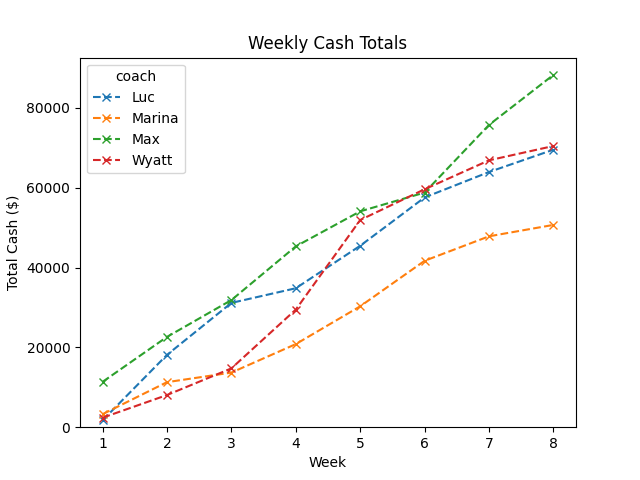 Weekly Cash Totals
coach
Luc
Marina
Max
Wyatt
Total Cash ($)
80000
60000
40000
20000
0
1 2 3 4 5 6 7 8
Week